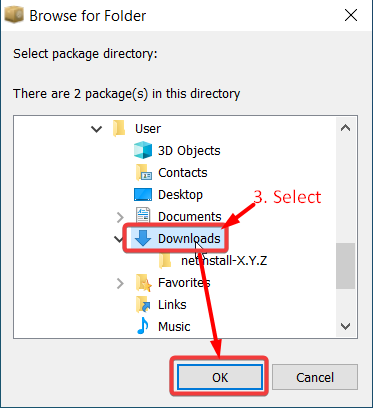 Browse for Folder
Select package directory:
There are 2 package(s) in this directory
User
3D Objects
Contacts
Desktop
3. Select
Documents
Downloads
netinstall-X.Y.Z
Favorites
Links
Music
OK
Cancel